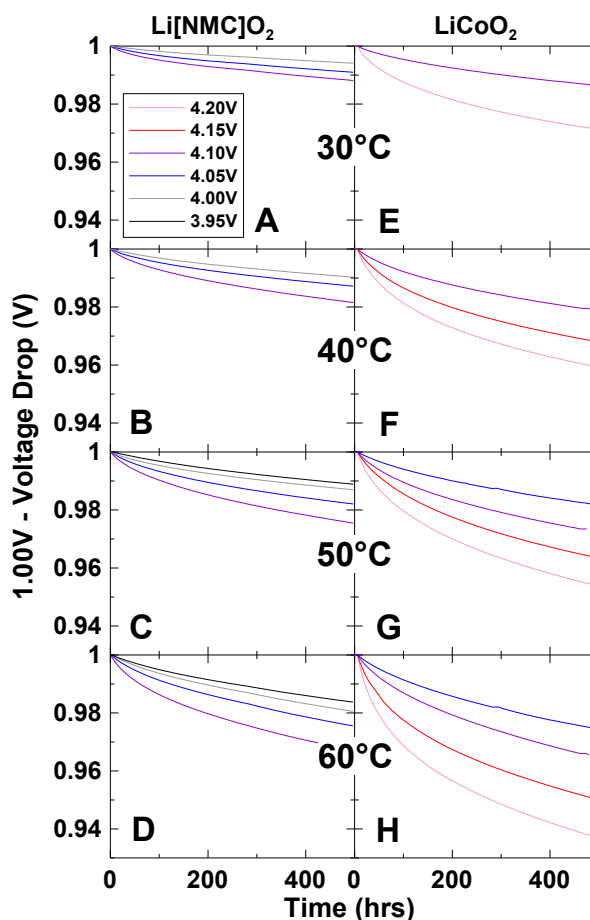 Li[NMC]O₂
LiCoO₂
1
0.98
0.96
0.94
4.20V
4.15V
4.10V
4.05V
4.00V
3.95V
A
30°C
E
1
0.98
0.96
0.94
B
40°C
F
1
0.98
0.96
0.94
C
50°C
G
1
0.98
0.96
0.94
D
60°C
H
1.00V - Voltage Drop (V)
0 200 400 0 200 400
Time (hrs) Time (hrs)